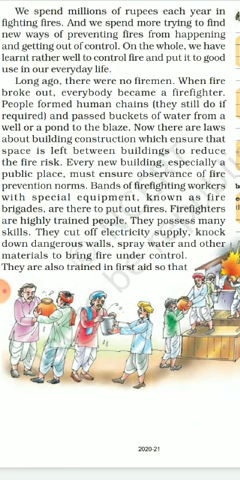 We spend millions of rupees each year in
fighting fires. And we spend more trying to find
new ways of preventing fires from happening
and getting out of control. On the whole, we have
learnt rather well to control fire and put it to good
use in our everyday life.
Long ago, there were no firemen. When fire
broke out, everybody became a firefighter.
People formed human chains (they still do if
required) and passed buckets of water from a
well or a pond to the blaze. Now there are laws
about building construction which ensure that
space is left between buildings to reduce
the fire risk. Every new building, especially a
public place, must ensure observance of fire
prevention norms. Bands of firefighting workers
with special equipment, known as fire
brigades, are there to put out fires. Firefighters
are highly trained people. They possess many
skills. They cut off electricity supply, knock
down dangerous walls, spray water and other
materials to bring fire under control.
They are also trained in first aid so that
2020-21